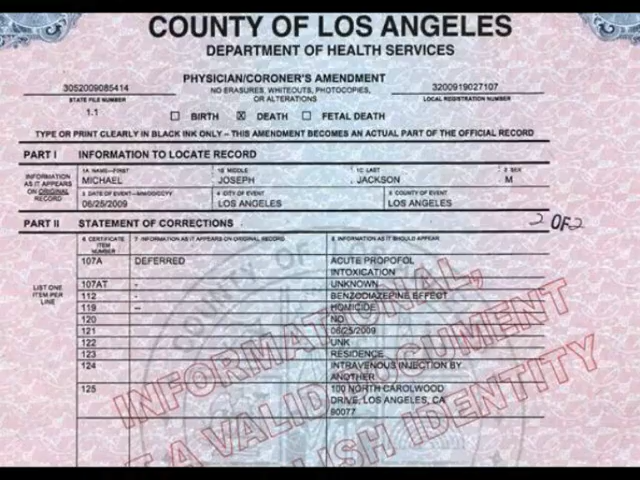 COUNTY OF LOS ANGELES
DEPARTMENT OF HEALTH SERVICES
PHYSICIAN/CORONER'S AMENDMENT
3052009085414
NO ERASURES, WHITEOUTS, PHOTOCOPIES,
OR ALTERATIONS
3200919027107
STATE FILE NUMBER
LOCAL REGISTRATION NUMBER
1.1
☐ BIRTH ☒ DEATH ☐ FETAL DEATH
TYPE OR PRINT CLEARLY IN BLACK INK ONLY – THIS AMENDMENT BECOMES AN ACTUAL PART OF THE OFFICIAL RECORD
PART I INFORMATION TO LOCATE RECORD
INFORMATION AS IT APPEARS ON ORIGINAL RECORD
1A NAME—FIRST 1B MIDDLE 1C LAST 2 SEX
MICHAEL JOSEPH JACKSON M
3 DATE OF EVENT—MM/DD/CCYY 4 CITY OF EVENT 5 COUNTY OF EVENT
06/25/2009 LOS ANGELES LOS ANGELES
PART II STATEMENT OF CORRECTIONS
2 OF 2
6 CERTIFICATE ITEM NUMBER 7 INFORMATION AS IT APPEARS ON ORIGINAL RECORD 8 INFORMATION AS IT SHOULD APPEAR
LIST ONE ITEM PER LINE
107A DEFERRED ACUTE PROPOFOL
INTOXICATION
107AT - UNKNOWN
112 - BENZODIAZEPINE EFFECT
119 – HOMICIDE
120 NO
121 06/25/2009
122 UNK
123 RESIDENCE
124 INTRAVENOUS INJECTION BY
ANOTHER
125 100 NORTH CAROLWOOD
DRIVE, LOS ANGELES, CA
90077
COUNTY OF
INFORMATIONAL,
T A VALID DOCUMENT
ISH IDENTITY